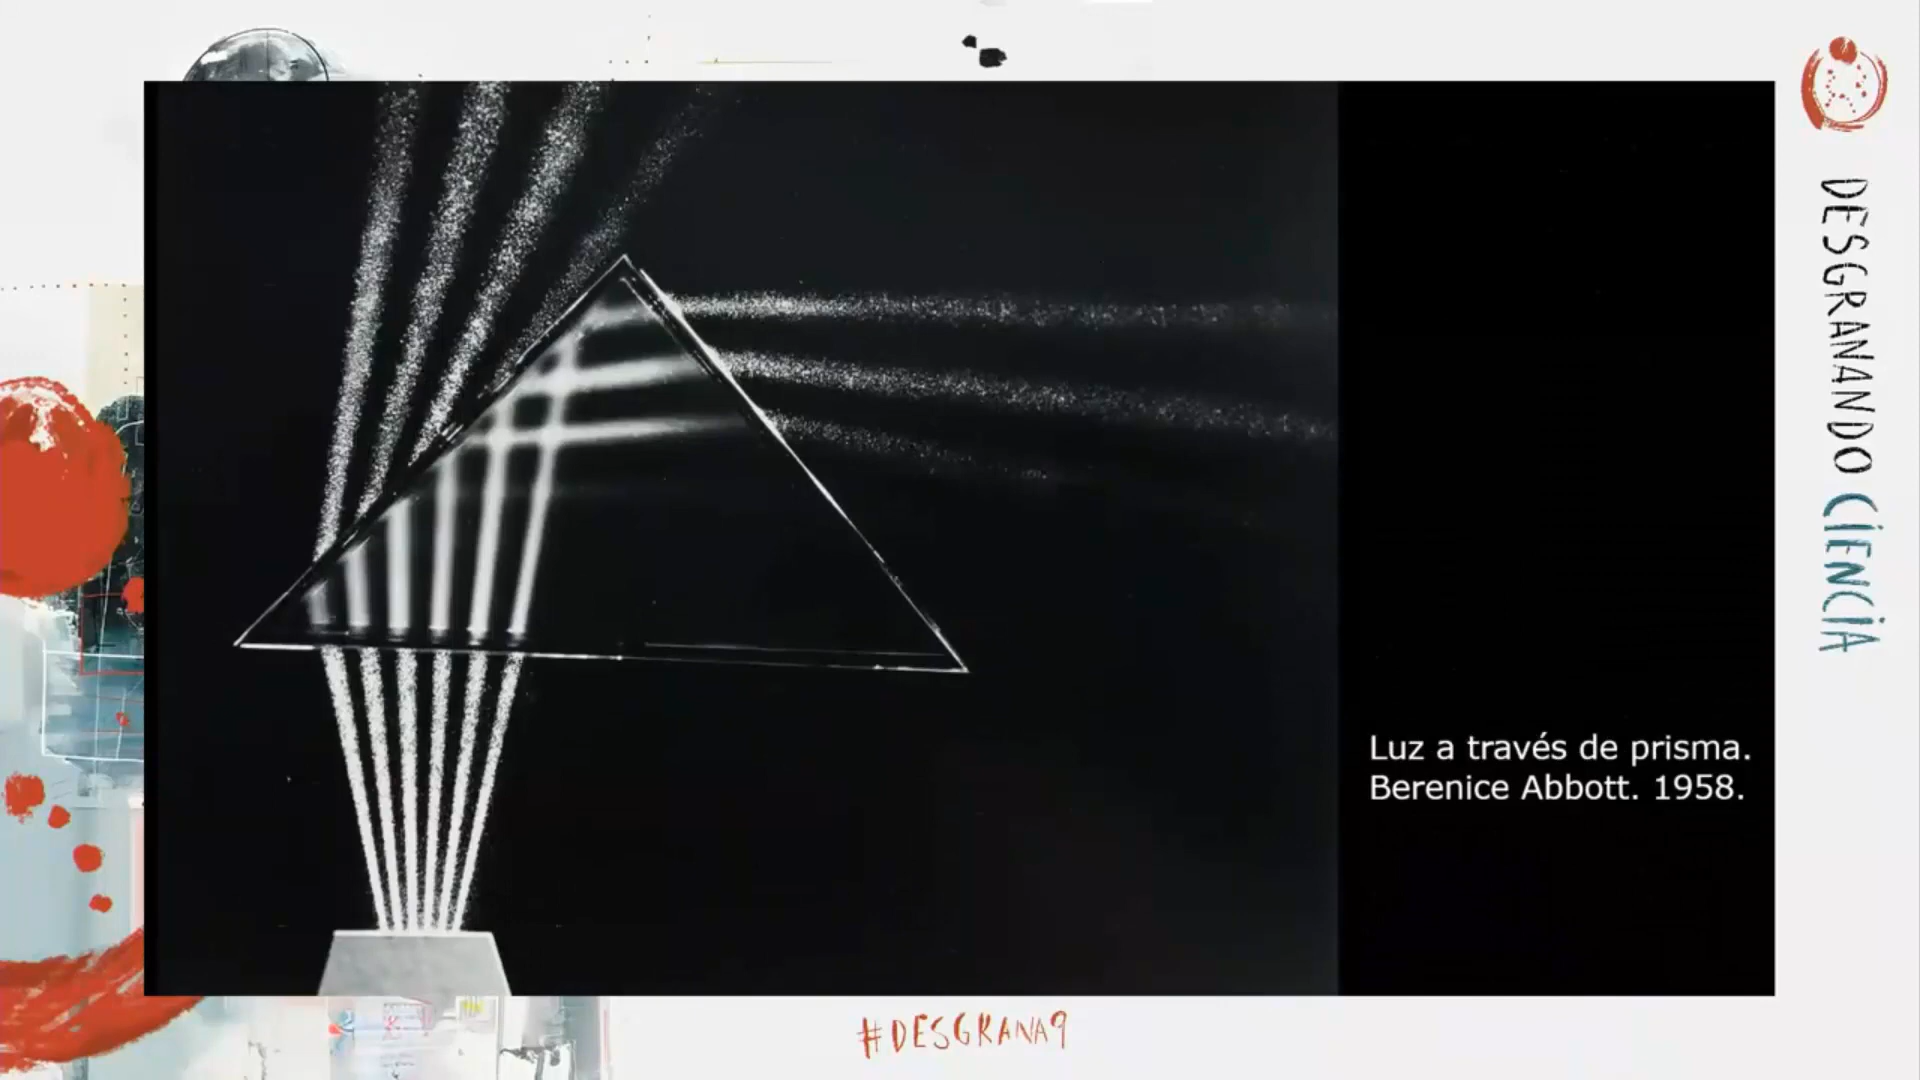 DESGRANANDO CIENCIA
Luz a través de prisma.
Berenice Abbott. 1958.
#DESGRANA9